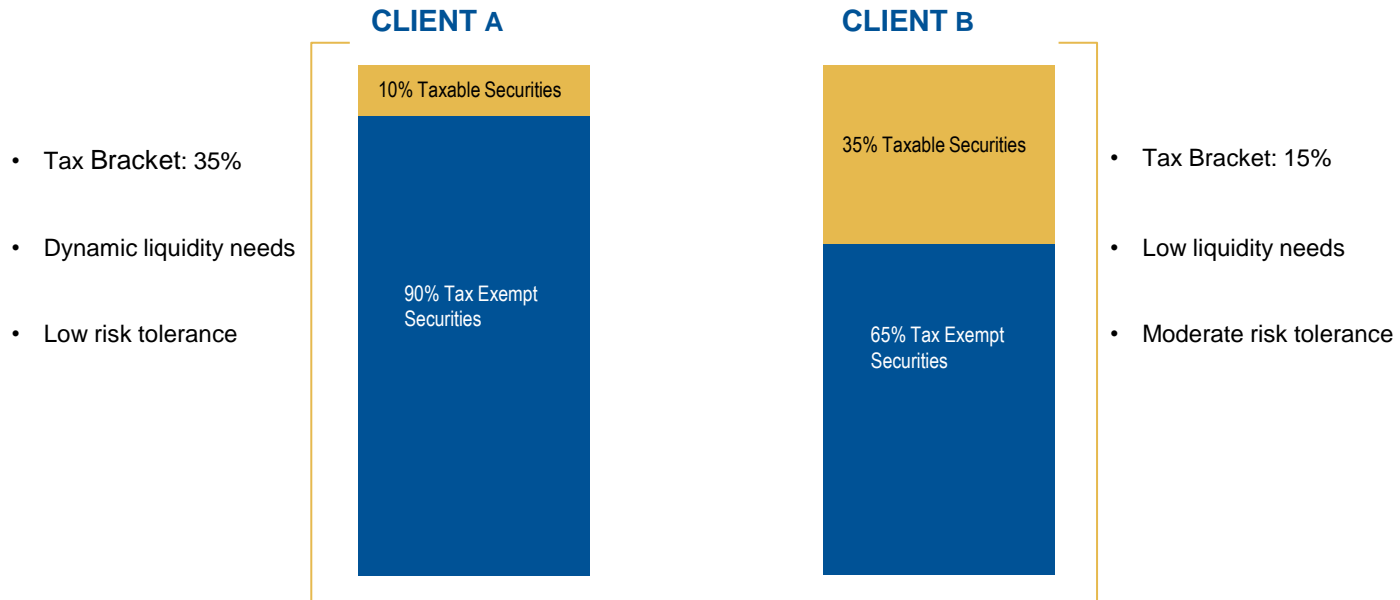 CLIENT A
10% Taxable Securities
90% Tax Exempt
Securities
• Tax Bracket: 35%
• Dynamic liquidity needs
• Low risk tolerance
CLIENT B
35% Taxable Securities
65% Tax Exempt
Securities
• Tax Bracket: 15%
• Low liquidity needs
• Moderate risk tolerance